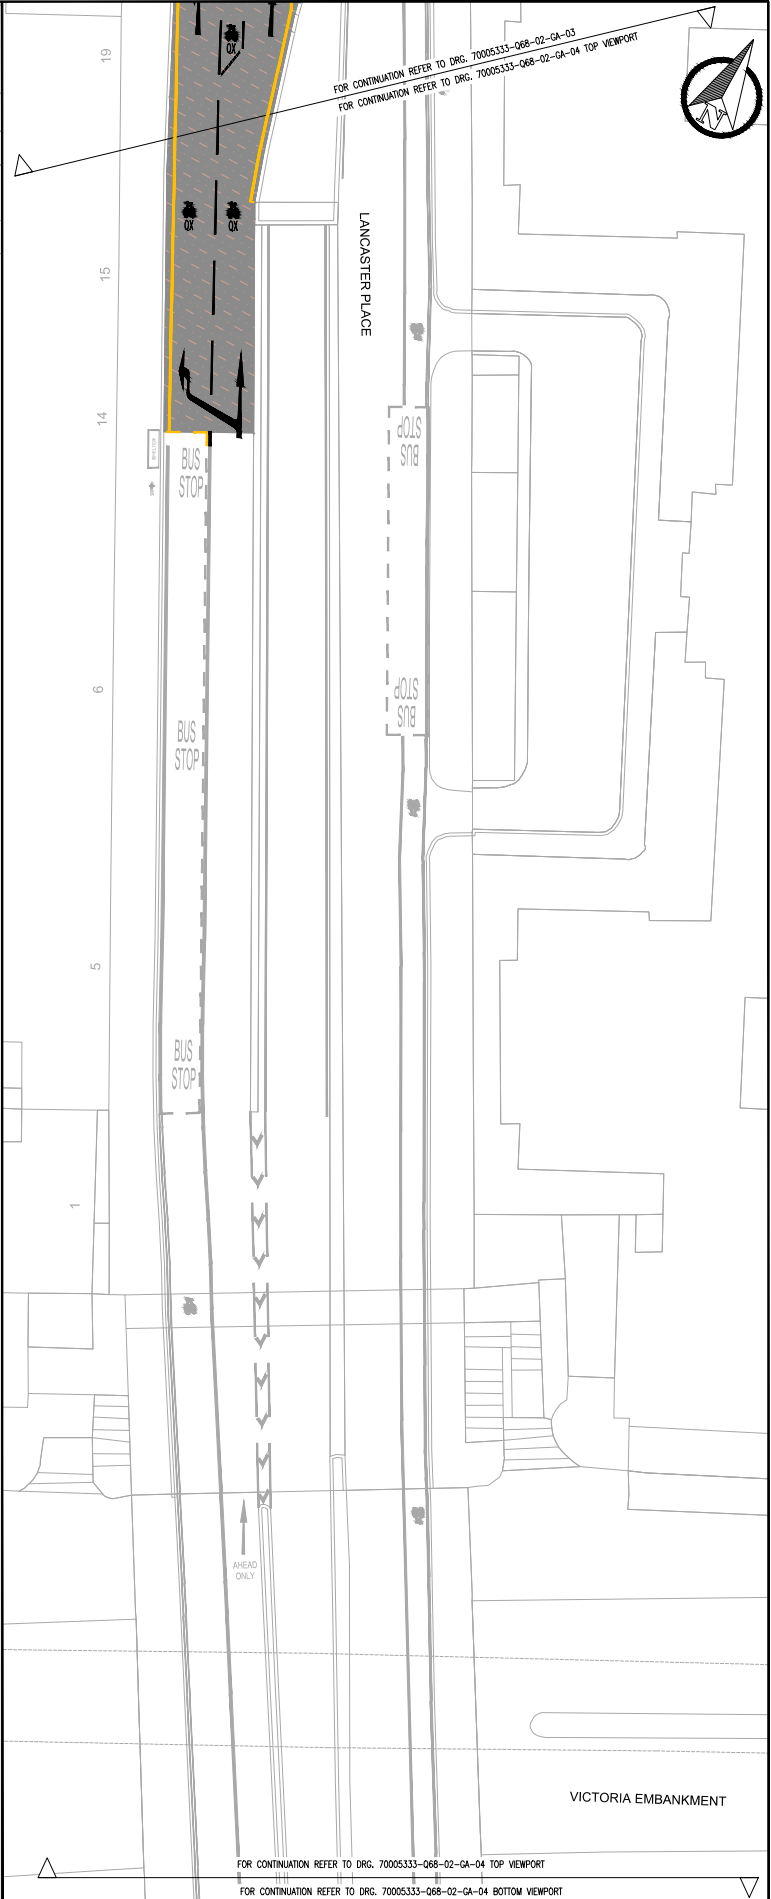 19
QX
FOR CONTINUATION REFER TO DRG. 70005333-Q68-02-GA-03
FOR CONTINUATION REFER TO DRG. 70005333-Q68-02-GA-04 TOP VIEWPORT
N
QX
QX
15
LANCASTER PLACE
14
BUS
STOP
BUS
STOP
6
BUS
STOP
BUS
STOP
5
BUS
STOP
1
AHEAD
ONLY
VICTORIA EMBANKMENT
FOR CONTINUATION REFER TO DRG. 70005333-Q68-02-GA-04 TOP VIEWPORT
FOR CONTINUATION REFER TO DRG. 70005333-Q68-02-GA-04 BOTTOM VIEWPORT